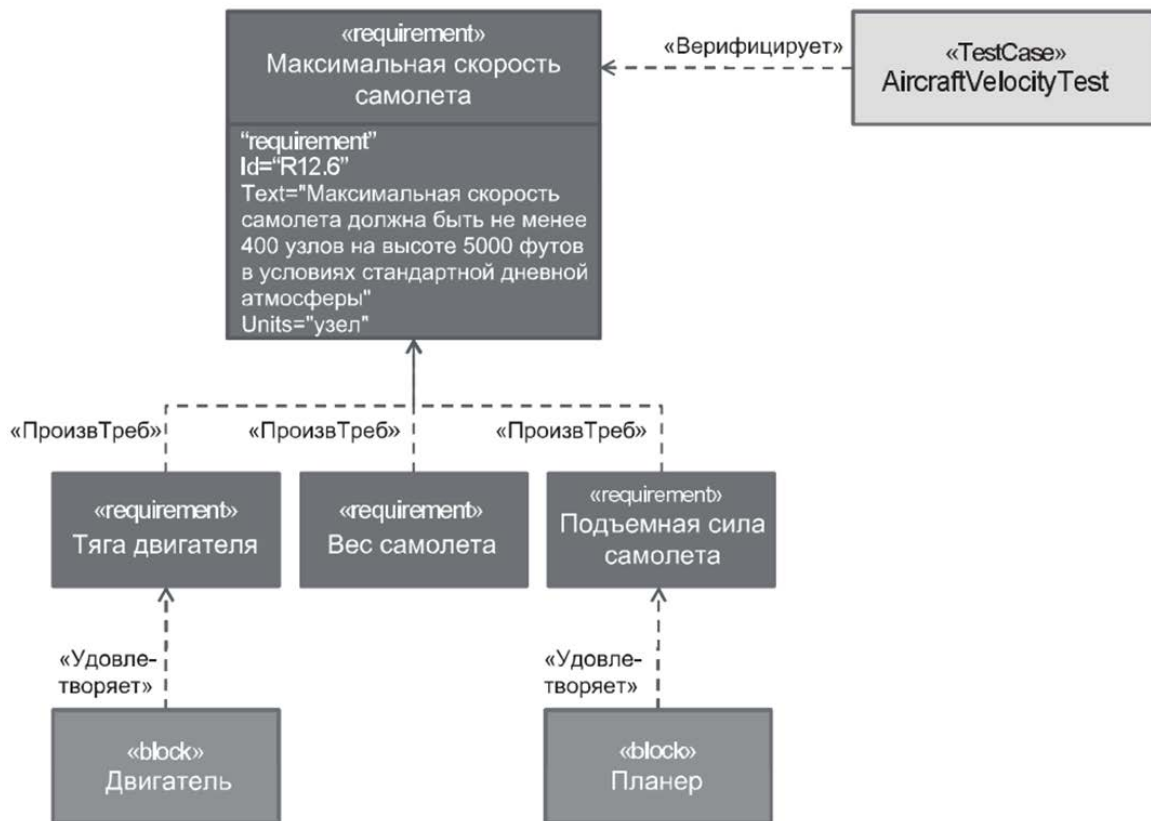 «requirement»
Максимальная скорость
самолета
«Верифицирует»
«TestCase»
AircraftVelocityTest
“requirement”
Id=“R12.6”
Text="Максимальная скорость
самолета должна быть не менее
400 узлов на высоте 5000 футов
в условиях стандартной дневной
атмосферы"
Units="узел"
«ПроизвТреб»
«ПроизвТреб»
«ПроизвТреб»
«requirement»
Тяга двигателя
«requirement»
Вес самолета
«requirement»
Подъемная сила
самолета
«Удовле-
творяет»
«Удовле-
творяет»
«block»
Двигатель
«block»
Планер